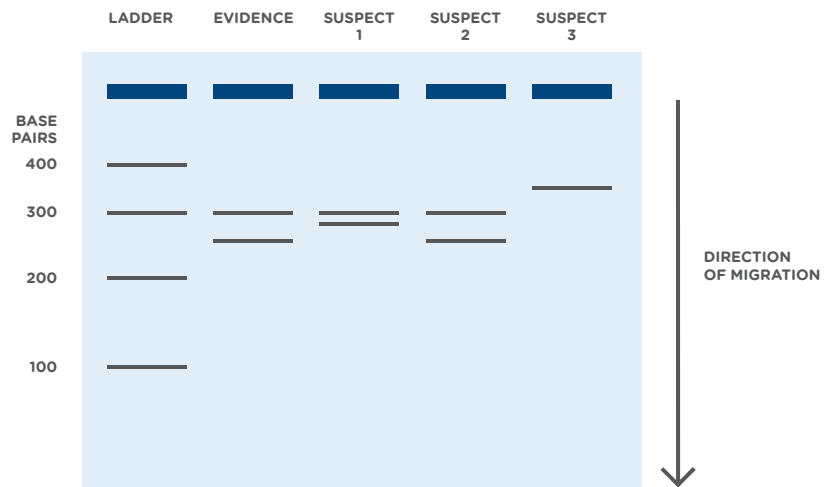 LADDER
EVIDENCE
SUSPECT
1
SUSPECT
2
SUSPECT
3
BASE
PAIRS
400
300
200
100
DIRECTION
OF MIGRATION